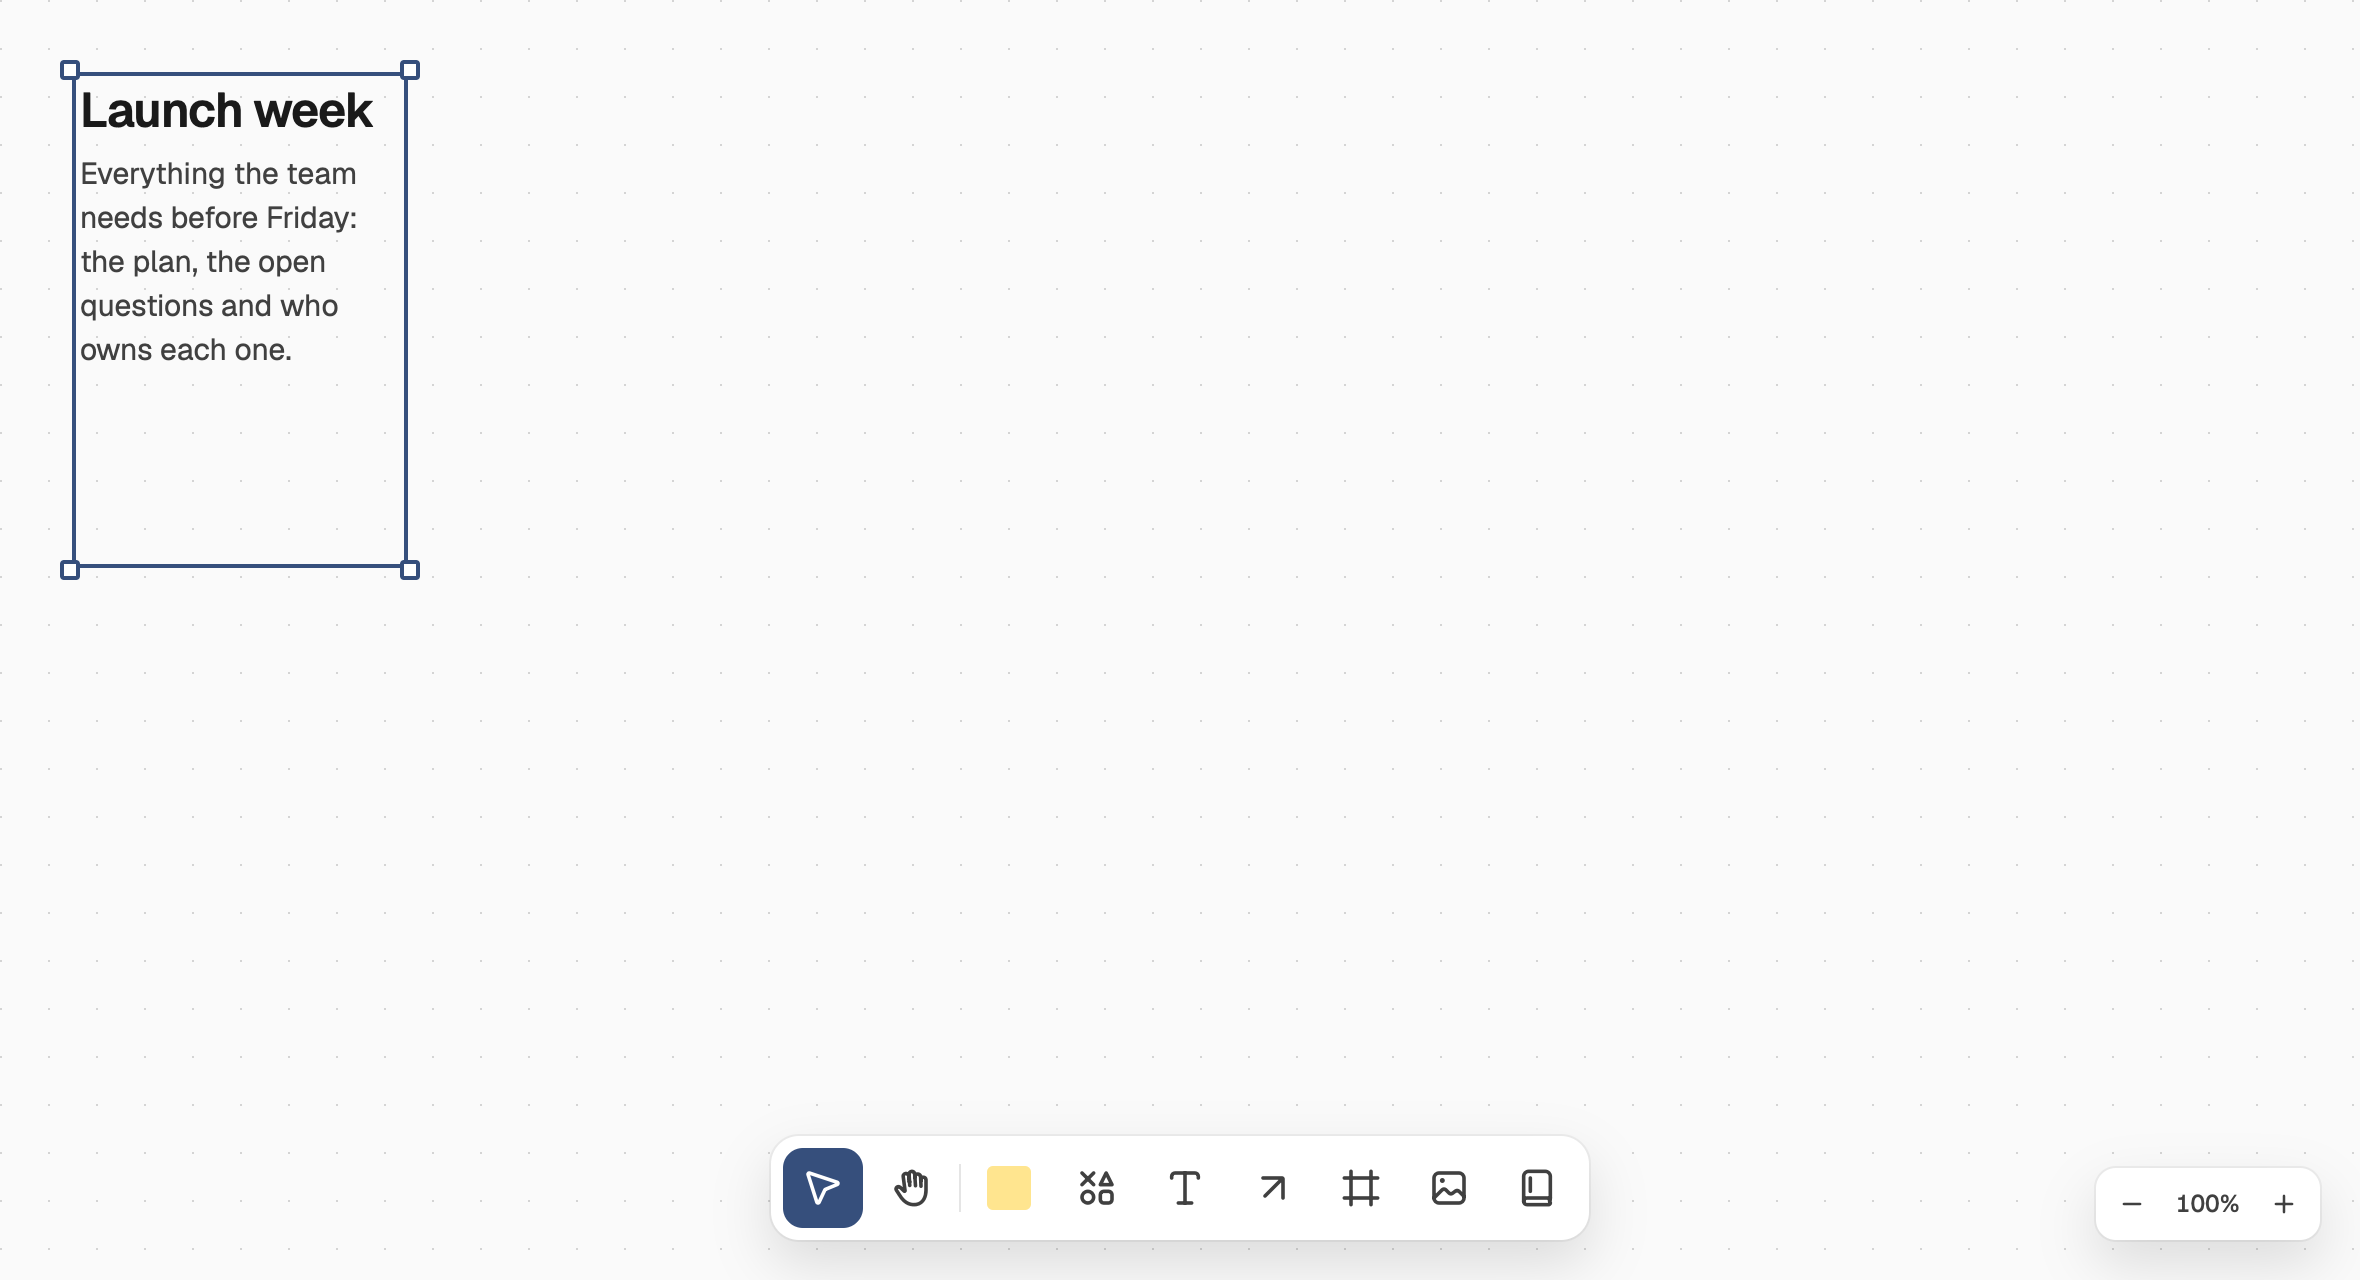 Launch week
Everything the team
needs before Friday:
the plan, the open
questions and who
owns each one.
100%